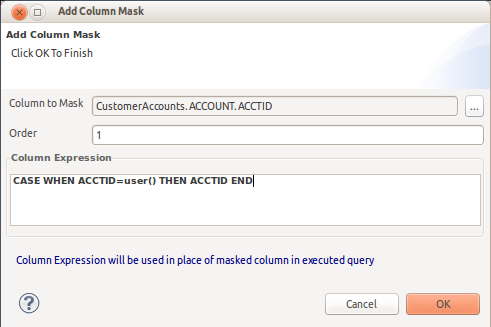 Add Column Mask
Add Column Mask
Click OK To Finish
Column to Mask CustomerAccounts.ACCOUNT.ACCTID ...
Order 1
Column Expression
CASE WHEN ACCTID=user() THEN ACCTID END
Column Expression will be used in place of masked column in executed query
? Cancel OK